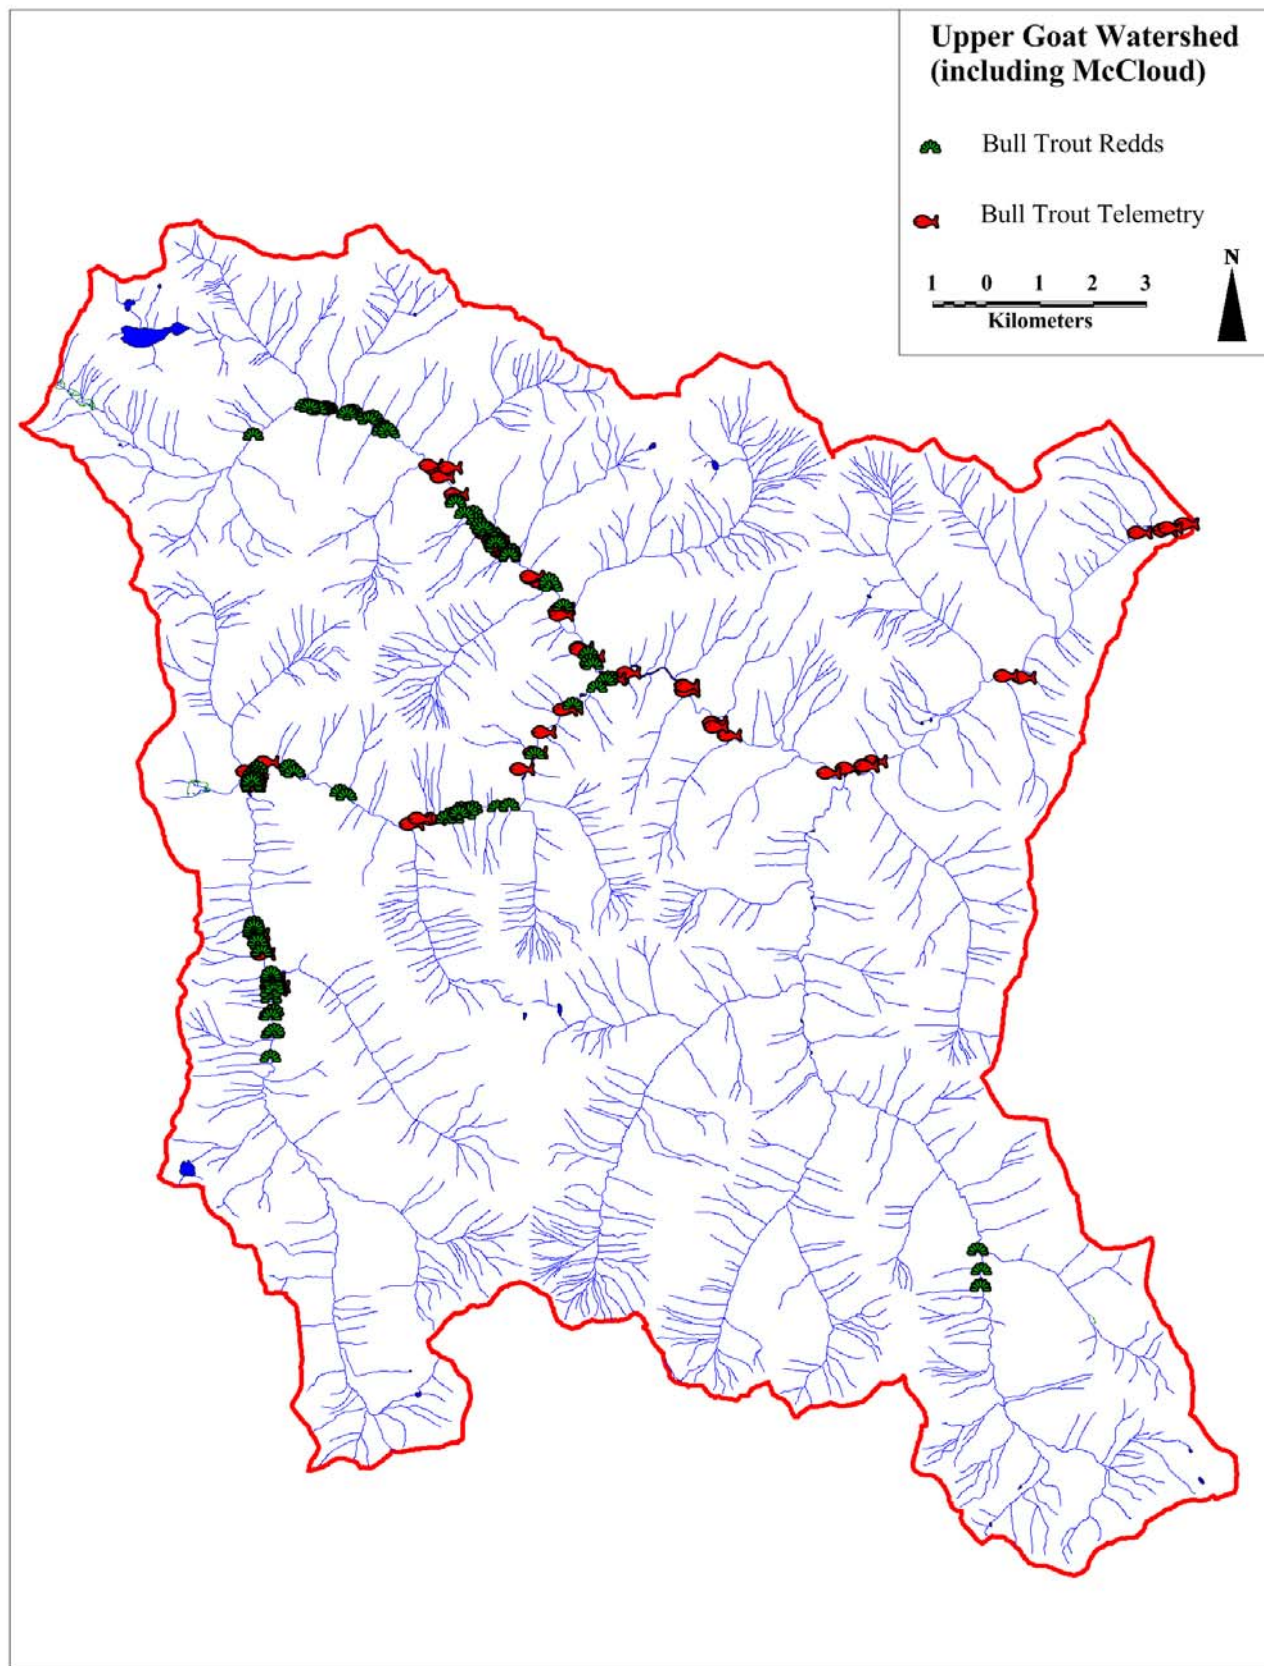 Upper Goat Watershed
(including McCloud)
Bull Trout Redds
Bull Trout Telemetry
N
1 0 1 2 3
Kilometers